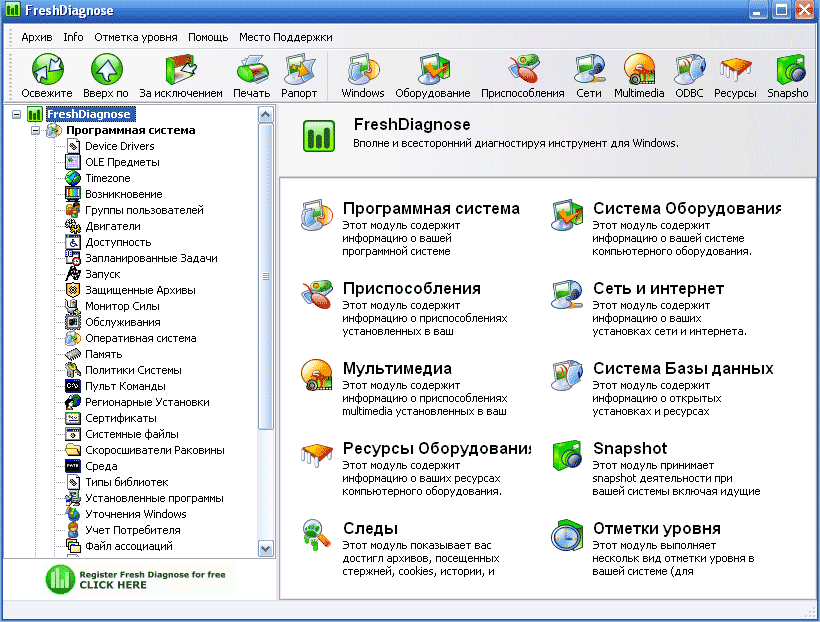 FreshDiagnose
Архив Info Отметка уровня Помощь Место Поддержки
Освежите Вверх по За исключением Печать Рапорт Windows Оборудование Приспособления Сети Multimedia ODBC Ресурсы Snapsho
FreshDiagnose
Программная система
Device Drivers
OLE Предметы
Timezone
Возникновение
Группы пользователей
Двигатели
Доступность
Запланированные Задачи
Запуск
Защищенные Архивы
Монитор Силы
Обслуживания
Оперативная система
Память
Политики Системы
Пульт Команды
Регионарные Установки
Сертификаты
Системные файлы
Скоросшиватели Раковины
Среда
Типы библиотек
Установленные программы
Уточнения Windows
Учет Потребителя
Файл ассоциаций
Register Fresh Diagnose for free
CLICK HERE
FreshDiagnose
Вполне и всесторонний диагностируя инструмент для Windows.
Программная система
Этот модуль содержит
информацию о вашей
программной системе
Система Оборудования
Этот модуль содержит
информацию о вашей системе
компьютерного оборудования.
Приспособления
Этот модуль содержит
информацию о приспособлениях
установленных в ваш
Сеть и интернет
Этот модуль содержит
информацию о ваших
установках сети и интернета.
Мультимедиа
Этот модуль содержит
информацию о приспособлениях
multimedia установленных в ваш
Система Базы данных
Этот модуль содержит
информацию о открытых
установках и ресурсах
Ресурсы Оборудовани
Этот модуль содержит
информацию о ваших ресурсах
компьютерного оборудования.
Snapshot
Этот модуль принимает
snapshot деятельности при
вашей системы включая идущие
Следы
Этот модуль показывает вас
достигл архивов, посещенных
стержней, cookies, истории, и
Отметки уровня
Этот модуль выполняет
нескольк вид отметки уровня в
вашей системе (для